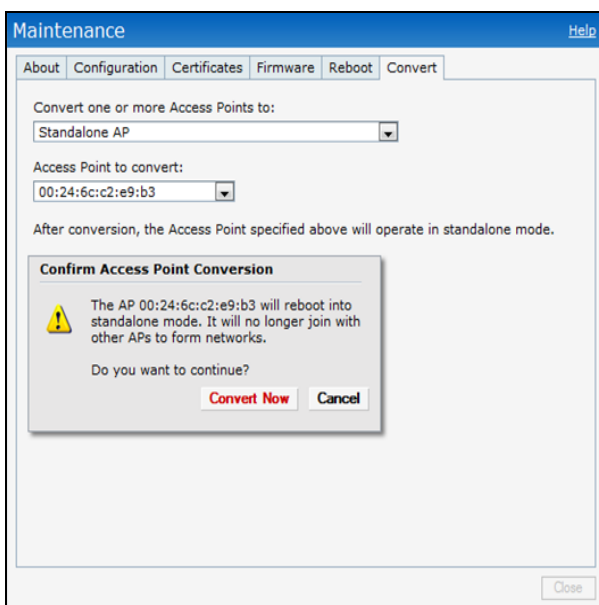 Maintenance
Help
About Configuration Certificates Firmware Reboot Convert
Convert one or more Access Points to:
Standalone AP
Access Point to convert:
00:24:6c:c2:e9:b3
After conversion, the Access Point specified above will operate in standalone mode.
Confirm Access Point Conversion
The AP 00:24:6c:c2:e9:b3 will reboot into
standalone mode. It will no longer join with
other APs to form networks.
Do you want to continue?
Convert Now Cancel
Close